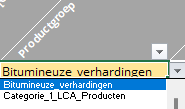 Productgroep
Bitumineuze verhardingen
Bitumineuze verhardingen
Categorie_1_LCA_Producten